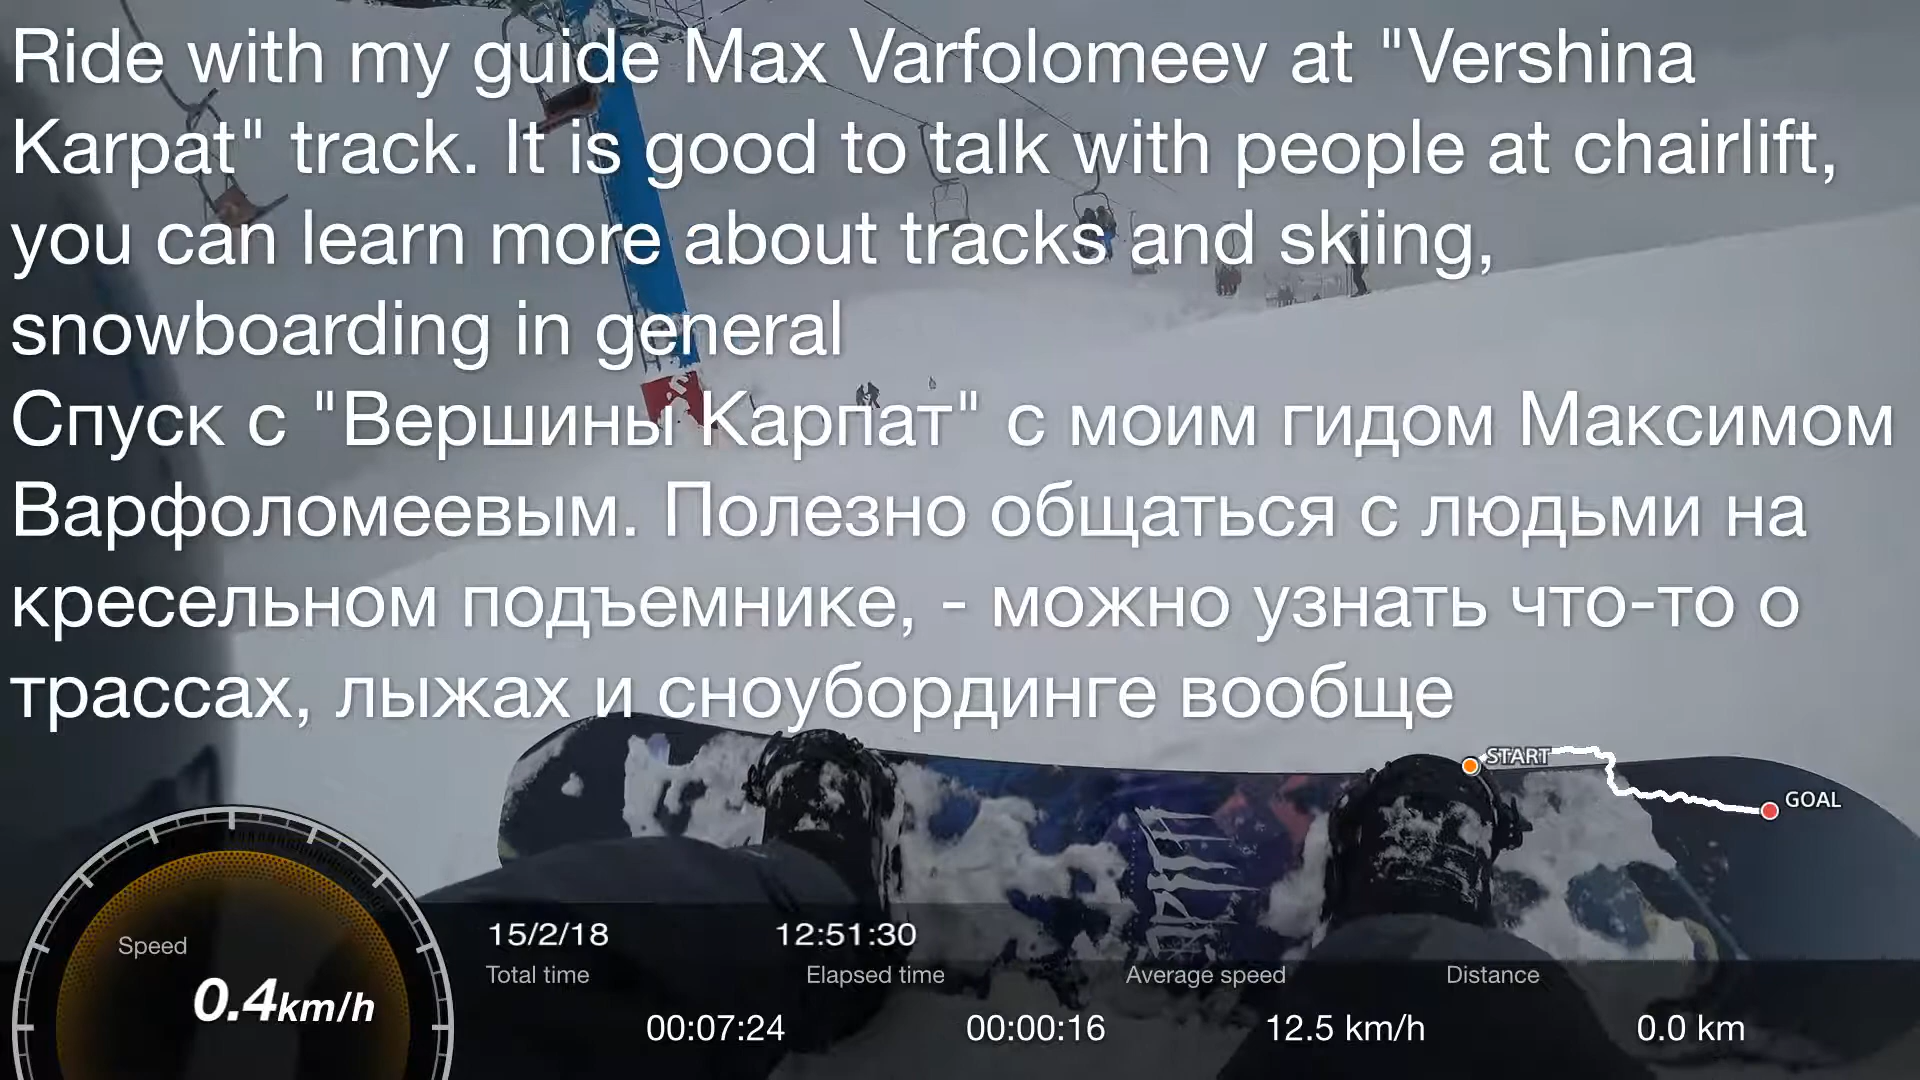 Ride with my guide Max Varfolomeev at "Vershina
Karpat" track. It is good to talk with people at chairlift,
you can learn more about tracks and skiing,
snowboarding in general
Спуск с "Вершины Карпат" с моим гидом Максимом
Варфоломеевым. Полезно общаться с людьми на
кресельном подъемнике, - можно узнать что-то о
трассах, лыжах и сноубординге вообще
START
GOAL
Speed
0.4km/h
15/2/18 12:51:30
Total time Elapsed time Average speed Distance
00:07:24 00:00:16 12.5 km/h 0.0 km